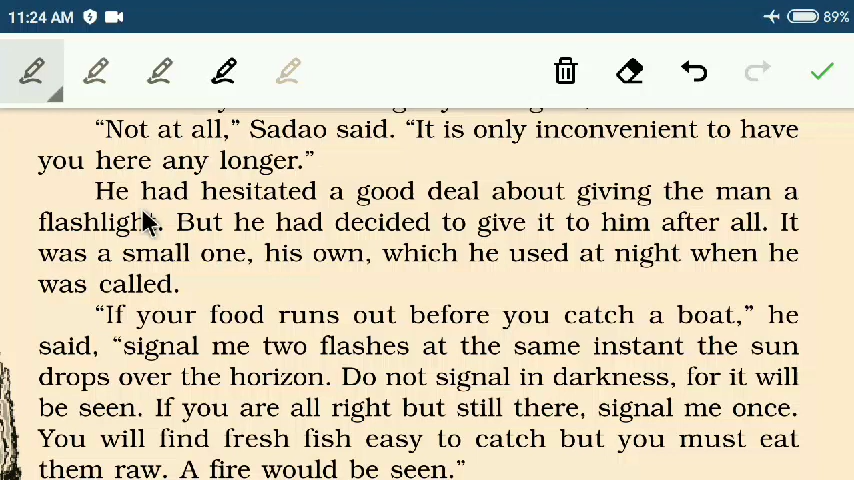 11:24 AM
89%
“Not at all,” Sadao said. “It is only inconvenient to have
you here any longer.”
He had hesitated a good deal about giving the man a
flashlight. But he had decided to give it to him after all. It
was a small one, his own, which he used at night when he
was called.
“If your food runs out before you catch a boat,” he
said, “signal me two flashes at the same instant the sun
drops over the horizon. Do not signal in darkness, for it will
be seen. If you are all right but still there, signal me once.
You will find fresh fish easy to catch but you must eat
them raw. A fire would be seen.”